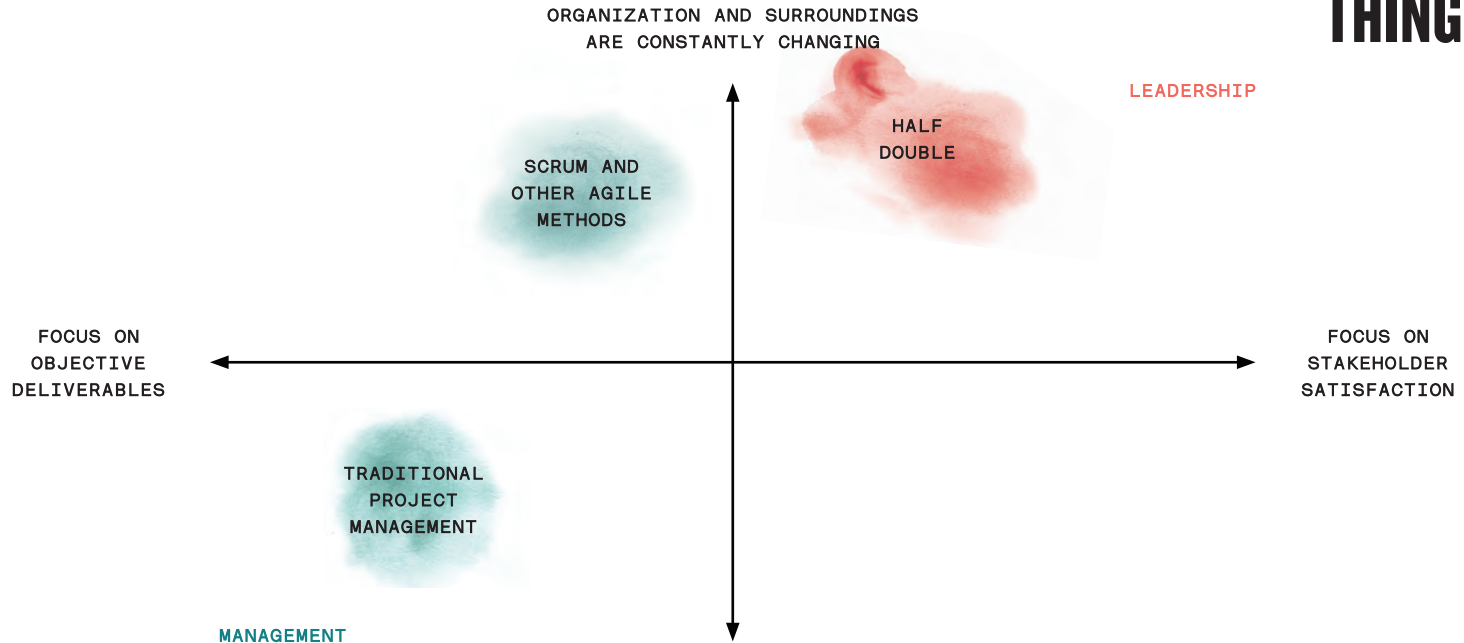 THING
ORGANIZATION AND SURROUNDINGS
ARE CONSTANTLY CHANGING
LEADERSHIP
HALF
DOUBLE
SCRUM AND
OTHER AGILE
METHODS
FOCUS ON
OBJECTIVE
DELIVERABLES
FOCUS ON
STAKEHOLDER
SATISFACTION
TRADITIONAL
PROJECT
MANAGEMENT
MANAGEMENT